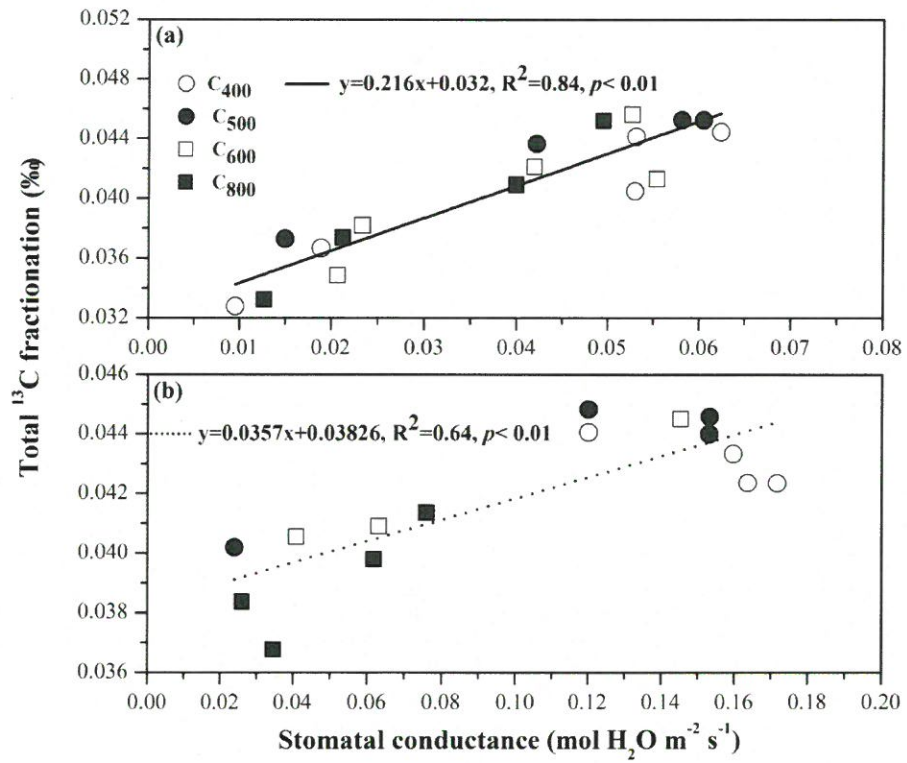 Total ¹³C fractionation (‰)
0.052
0.048
0.044
0.040
0.036
0.032
(a)
C₄₀₀
y=0.216x+0.032, R²=0.84, p< 0.01
C₅₀₀
C₆₀₀
C₈₀₀
0.00 0.01 0.02 0.03 0.04 0.05 0.06 0.07 0.08
0.046
0.044
0.042
0.040
0.038
0.036
(b)
y=0.0357x+0.03826, R²=0.64, p< 0.01
0.00 0.02 0.04 0.06 0.08 0.10 0.12 0.14 0.16 0.18 0.20
Stomatal conductance (mol H₂O m⁻² s⁻¹)